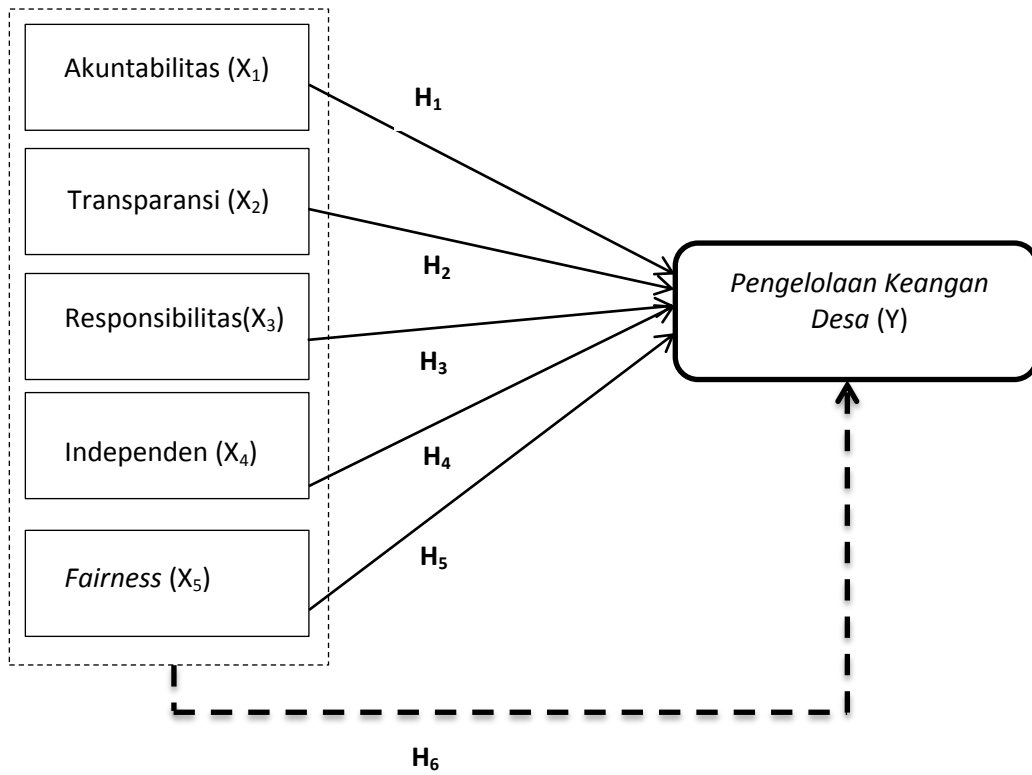 Akuntabilitas (X₁)
H₁
Transparansi (X₂)
H₂
Responsibilitas(X₃)
H₃
Independen (X₄)
H₄
Fairness (X₅)
H₅
Pengelolaan Keangan
Desa (Y)
H₆